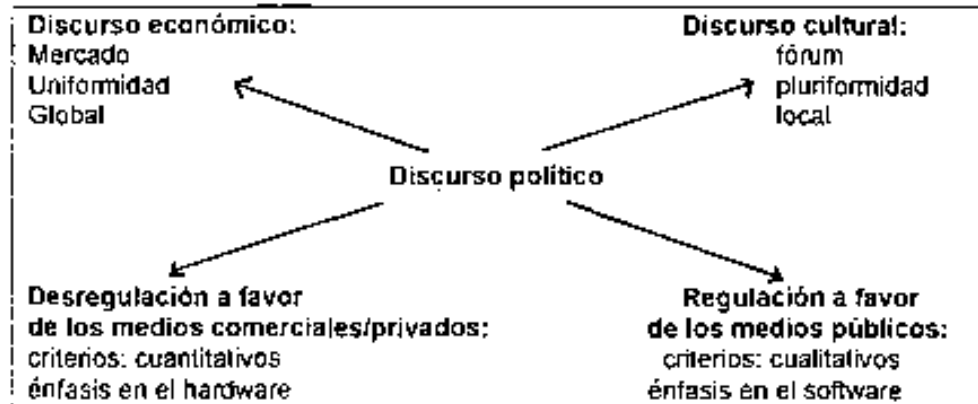 Discurso económico:
Mercado
Uniformidad
Global
Discurso cultural:
fórum
pluriformidad
local
Discurso político
Desregulación a favor
de los medios comerciales/privados:
criterios: cuantitativos
énfasis en el hardware
Regulación a favor
de los medios públicos:
criterios: cualitativos
énfasis en el software